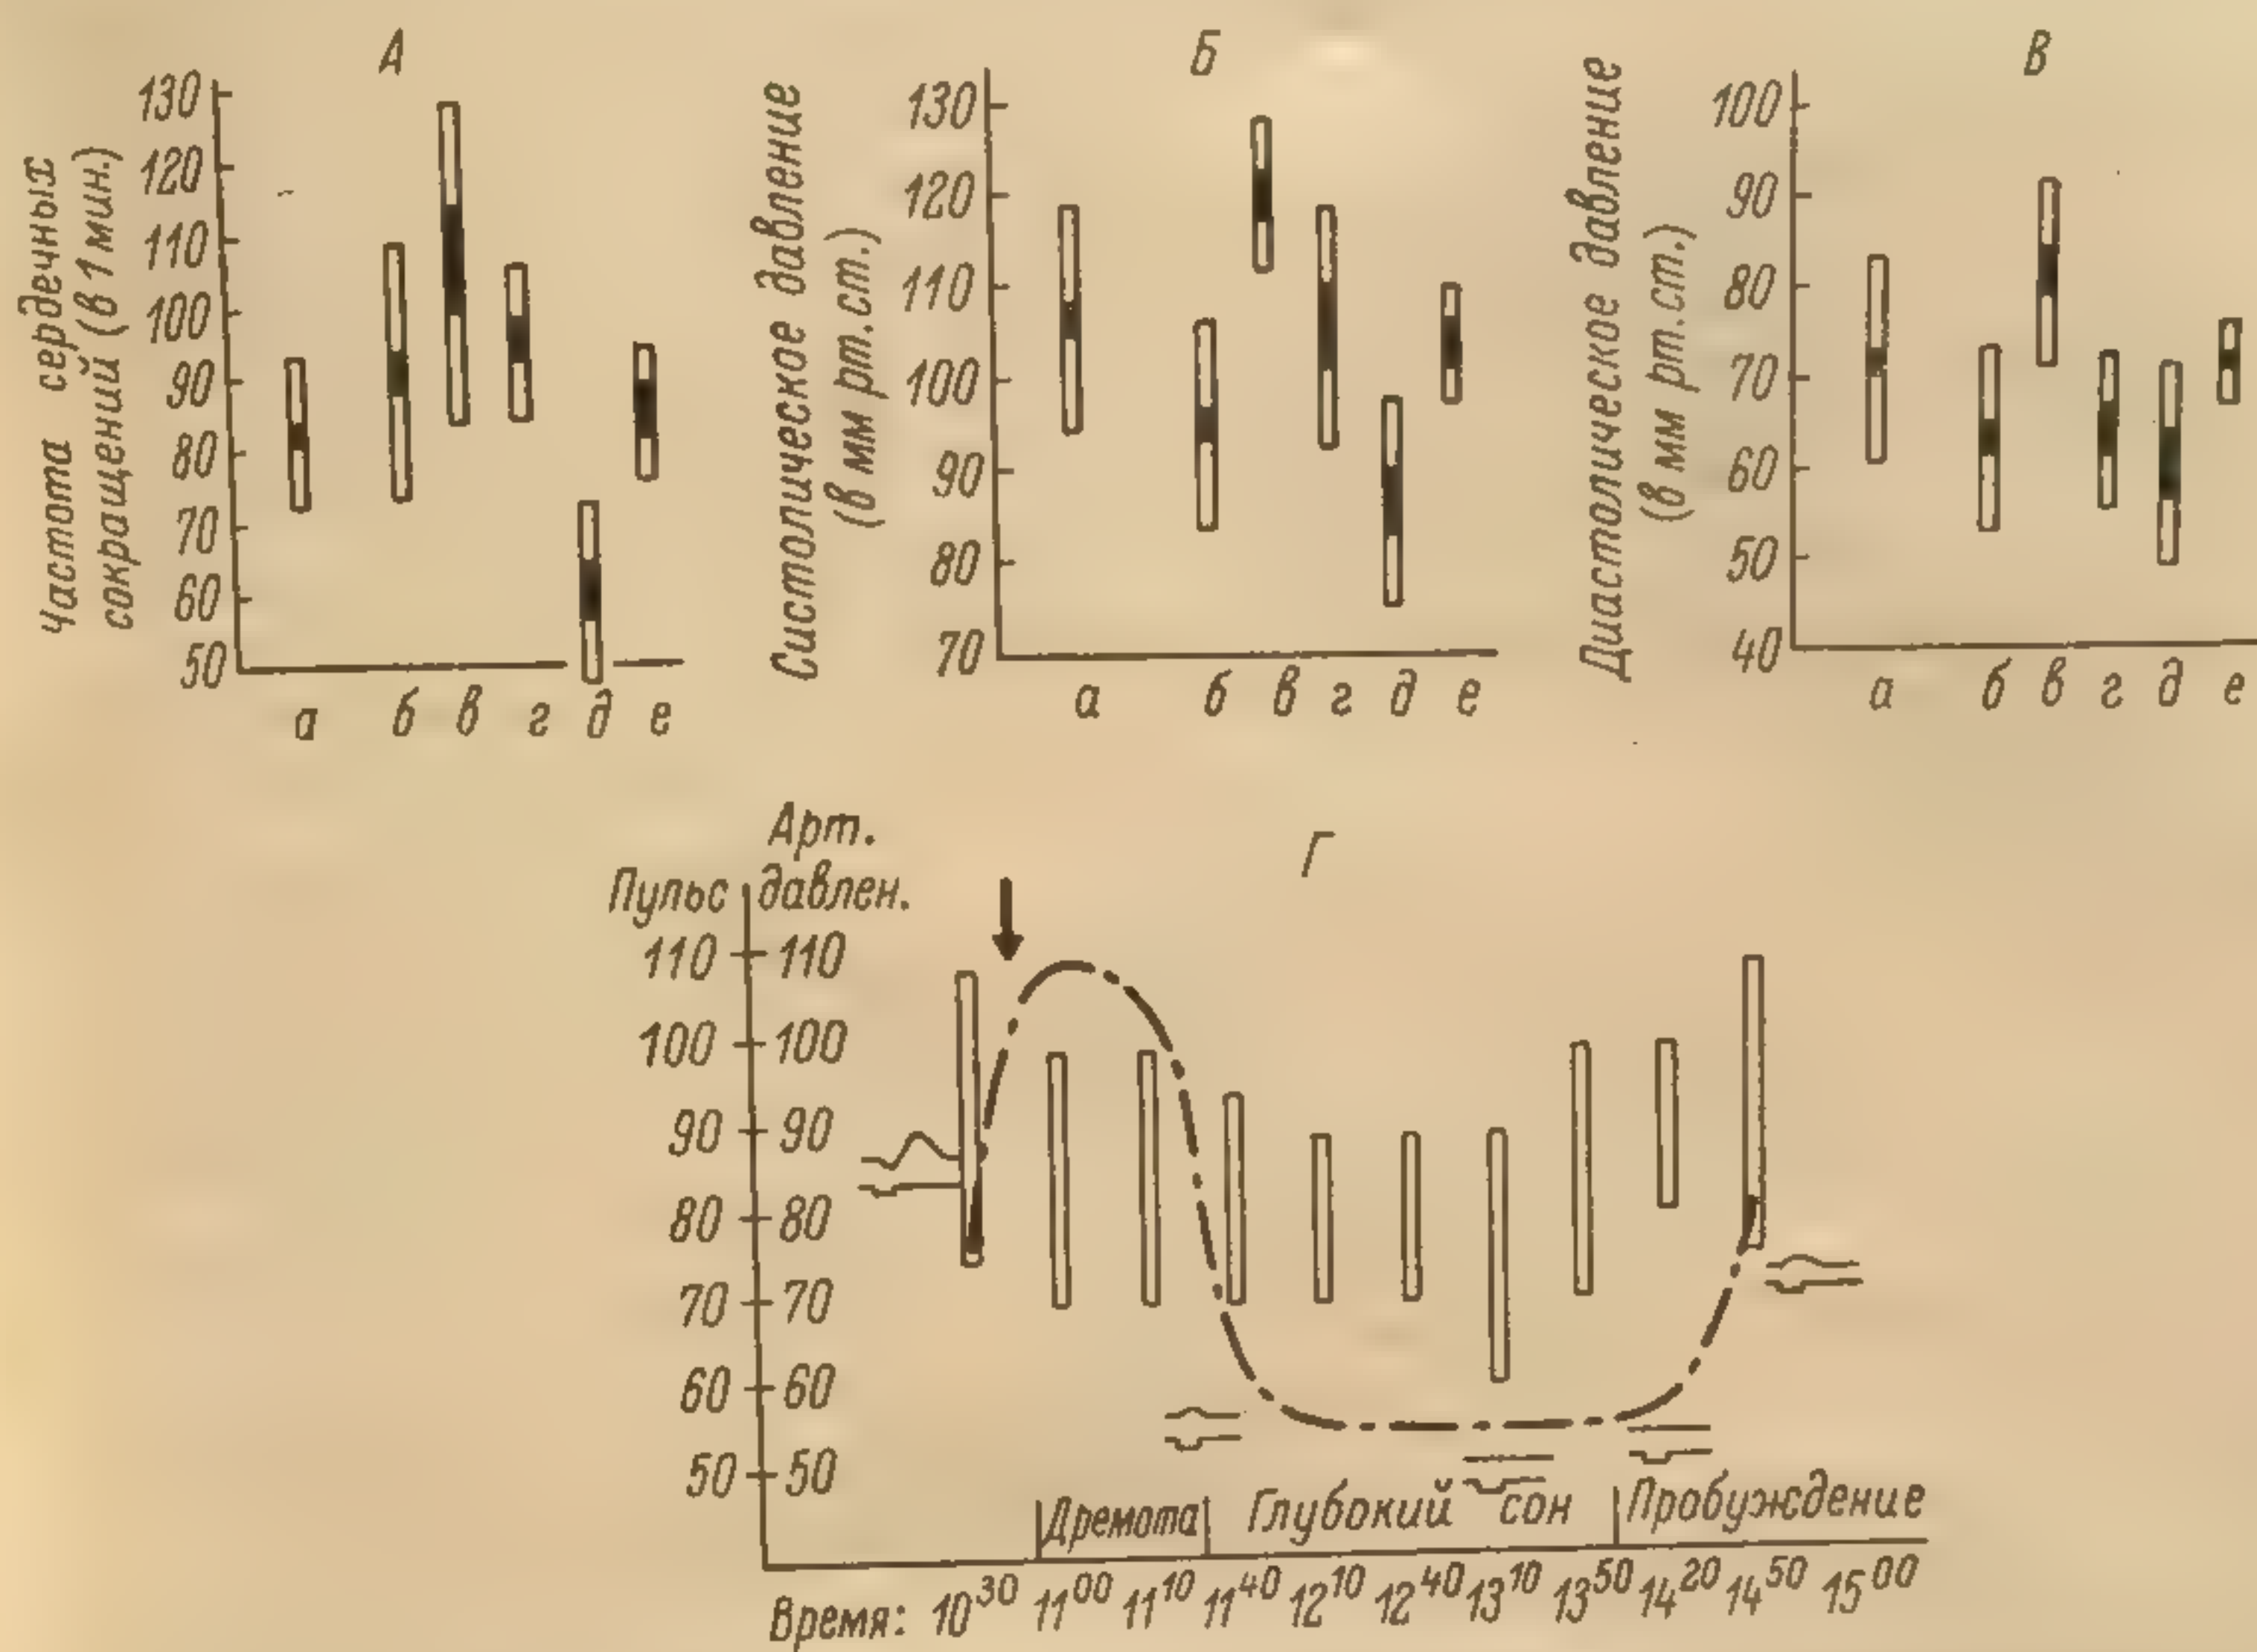 А
Частота сердечных
сокращений (в 1 мин.)
130
120
110
100
90
80
70
60
50
а б в г д е
Б
Систолическое давление
(в мм рт.ст.)
130
120
110
100
90
80
70
а б в г д е
В
Диастолическое давление
(в мм рт.ст.)
100
90
80
70
60
50
40
а б в г д е
Г
Арт.
Пульс давлен.
110 110
100 100
90 90
80 80
70 70
60 60
50 50
Дремота Глубокий сон Пробуждение
Время: 10³⁰ 11⁰⁰ 11¹⁰ 11⁴⁰ 12¹⁰ 12⁴⁰ 13¹⁰ 13⁵⁰ 14²⁰ 14⁵⁰ 15⁰⁰